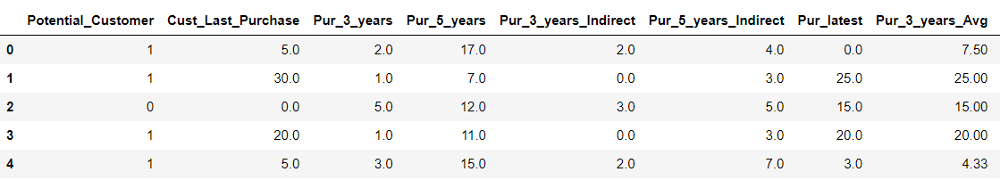 Potential_Customer Cust_Last_Purchase Pur_3_years Pur_5_years Pur_3_years_Indirect Pur_5_years_Indirect Pur_latest Pur_3_years_Avg
0 1 5.0 2.0 17.0 2.0 4.0 0.0 7.50
1 1 30.0 1.0 7.0 0.0 3.0 25.0 25.00
2 0 0.0 5.0 12.0 3.0 5.0 15.0 15.00
3 1 20.0 1.0 11.0 0.0 3.0 20.0 20.00
4 1 5.0 3.0 15.0 2.0 7.0 3.0 4.33